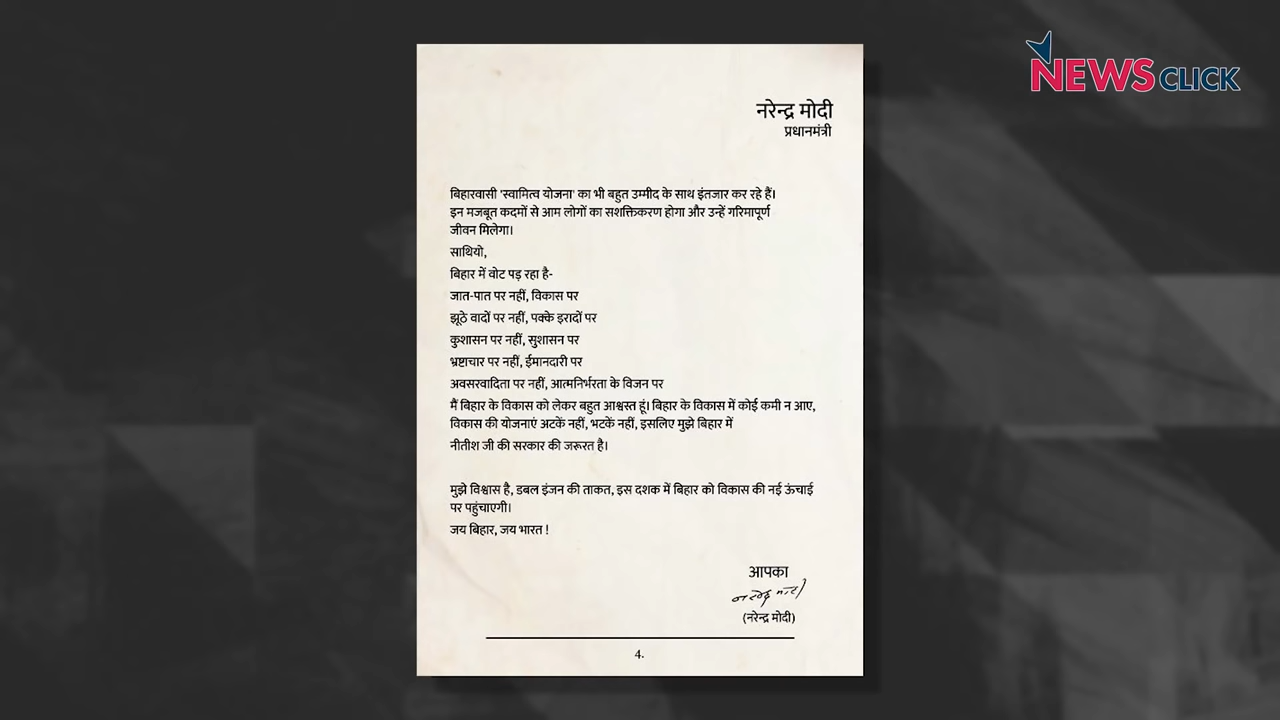 NEWSCLICK
नरेन्द्र मोदी
प्रधानमंत्री
बिहारवासी 'स्वामित्व योजना' का भी बहुत उम्मीद के साथ इंतजार कर रहे हैं।
इन मजबूत कदमों से आम लोगों का सशक्तिकरण होगा और उन्हें गरिमापूर्ण
जीवन मिलेगा।
साथियो,
बिहार में वोट पड़ रहा है-
जात-पात पर नहीं, विकास पर
झूठे वादों पर नहीं, पक्के इरादों पर
कुशासन पर नहीं, सुशासन पर
भ्रष्टाचार पर नहीं, ईमानदारी पर
अवसरवादिता पर नहीं, आत्मनिर्भरता के विजन पर
मैं बिहार के विकास को लेकर बहुत आश्वस्त हूं। बिहार के विकास में कोई कमी न आए,
विकास की योजनाएं अटकें नहीं, भटकें नहीं, इसलिए मुझे बिहार में
नीतीश जी की सरकार की जरूरत है।
मुझे विश्वास है, डबल इंजन की ताकत, इस दशक में बिहार को विकास की नई ऊंचाई
पर पहुंचाएगी।
जय बिहार, जय भारत !
आपका
नरेन्द्र मोदी
(नरेन्द्र मोदी)
4.